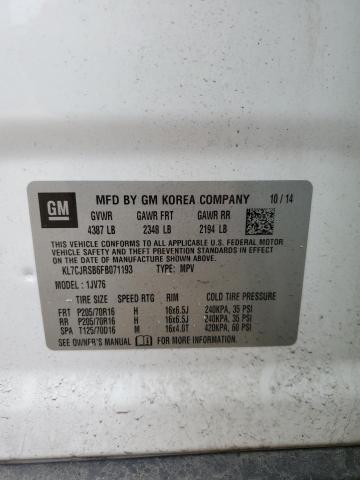 GM
MFD BY GM KOREA COMPANY 10/14
GVWR GAWR FRT GAWR RR
4387 LB 2348 LB 2194 LB
THIS VEHICLE CONFORMS TO ALL APPLICABLE U.S. FEDERAL MOTOR
VEHICLE SAFETY AND THEFT PREVENTION STANDARDS IN EFFECT ON
THE DATE OF MANUFACTURE SHOWN ABOVE.
KL7CJRSB6FB071193 TYPE: MPV
MODEL : 1JV76
TIRE SIZE SPEED RTG RIM COLD TIRE PRESSURE
FRT P205/70R16 H 16x6.5J 240KPA, 35 PSI
RR P205/70R16 H 16x6.5J 240KPA, 35 PSI
SPA T125/70D16 M 16x4.0T 420KPA, 60 PSI
SEE OWNER'S MANUAL FOR MORE INFORMATION